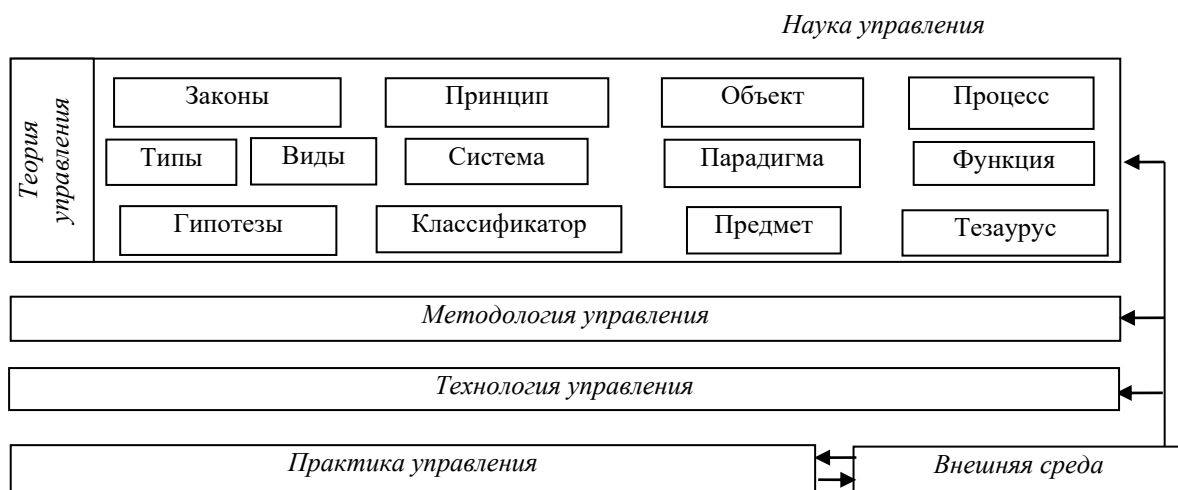 Наука управления
Теория
управления
Законы
Принцип
Объект
Процесс
Типы
Виды
Система
Парадигма
Функция
Гипотезы
Классификатор
Предмет
Тезаурус
Методология управления
Технология управления
Практика управления
Внешняя среда